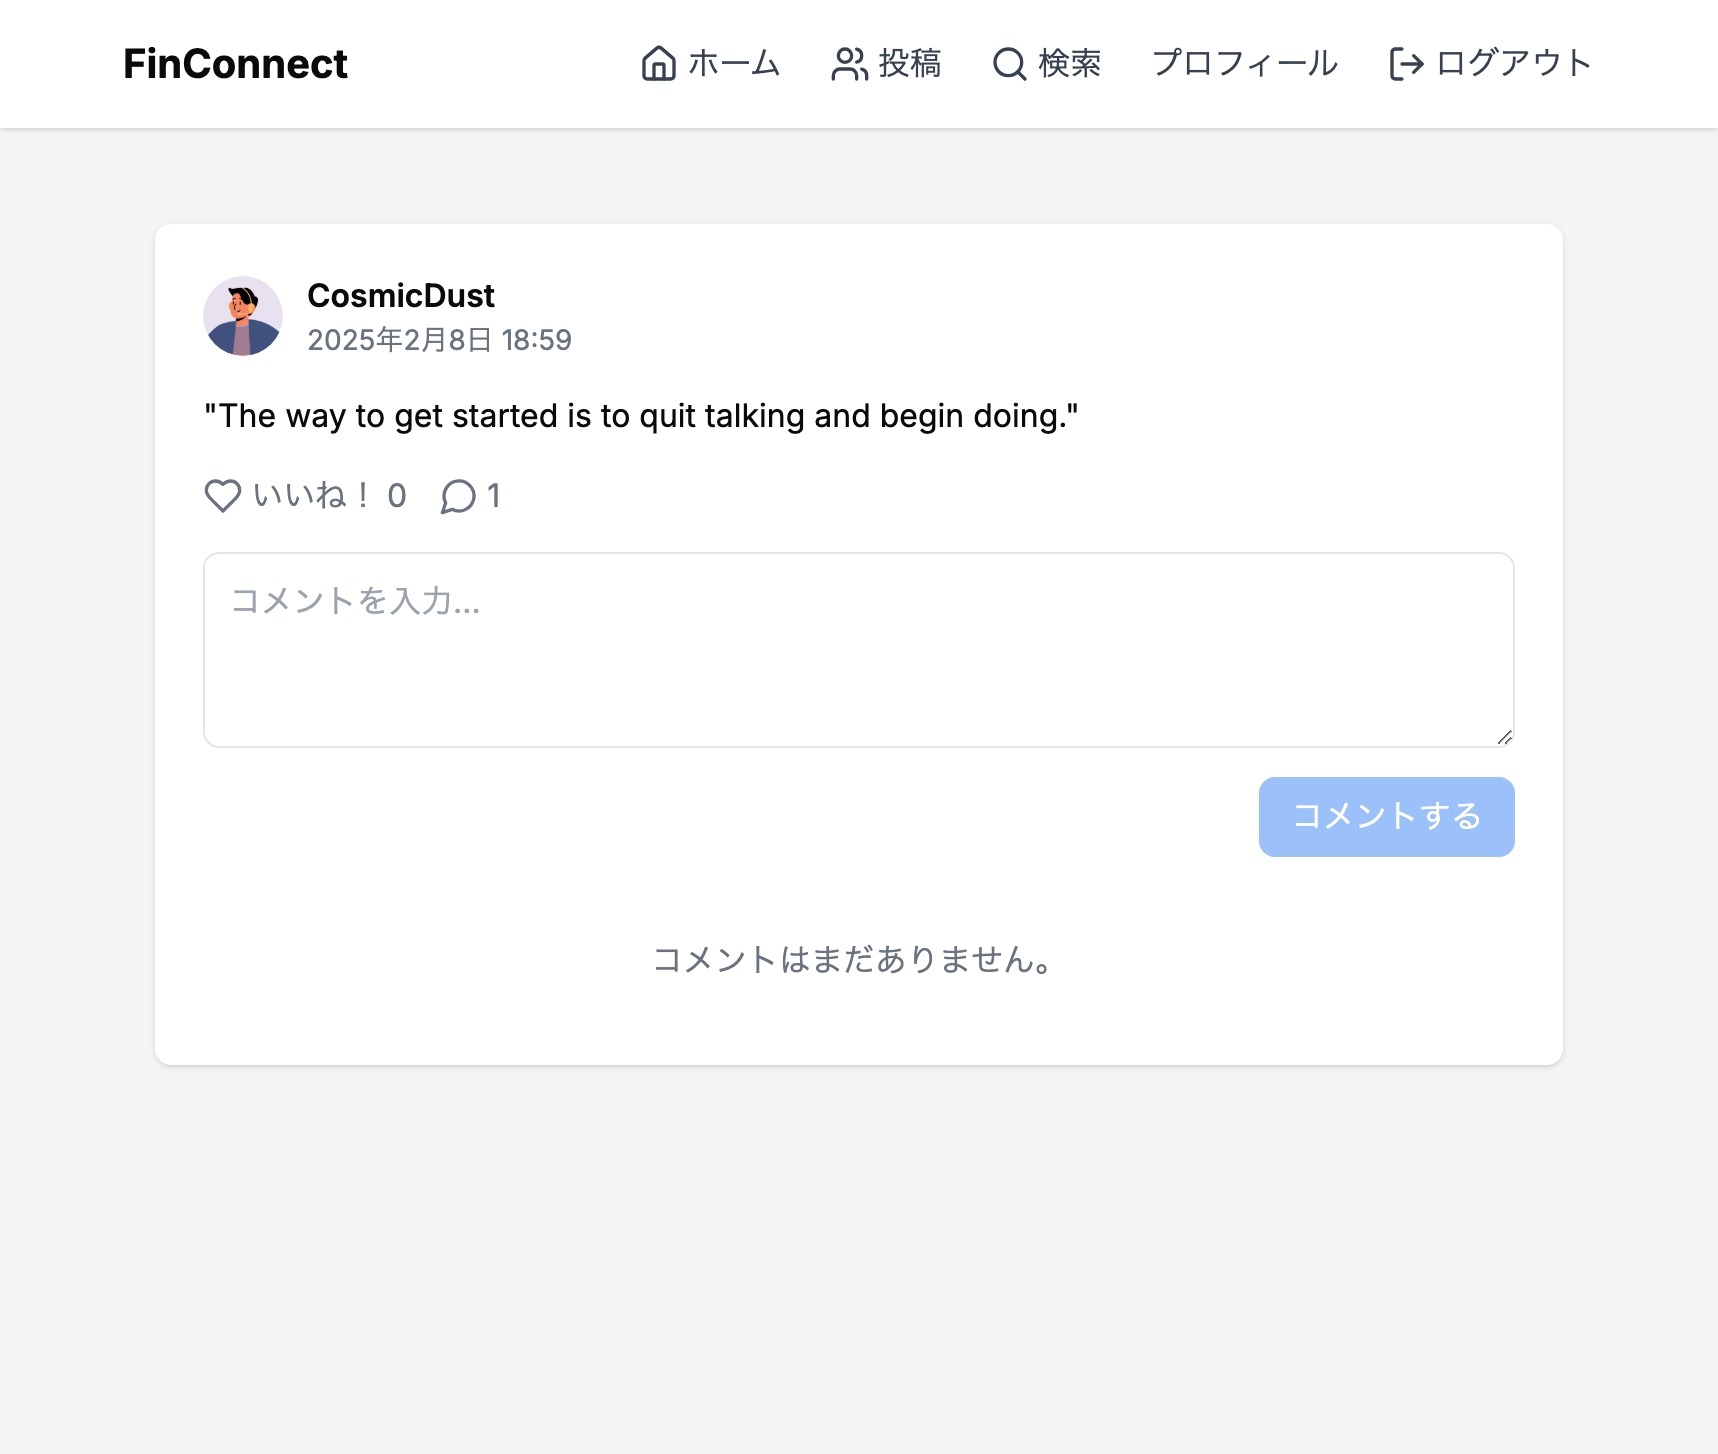 FinConnect
ホーム 投稿 検索 プロフィール ログアウト
CosmicDust
2025年2月8日 18:59
"The way to get started is to quit talking and begin doing."
いいね！ 0 1
コメントを入力...
コメントする
コメントはまだありません。